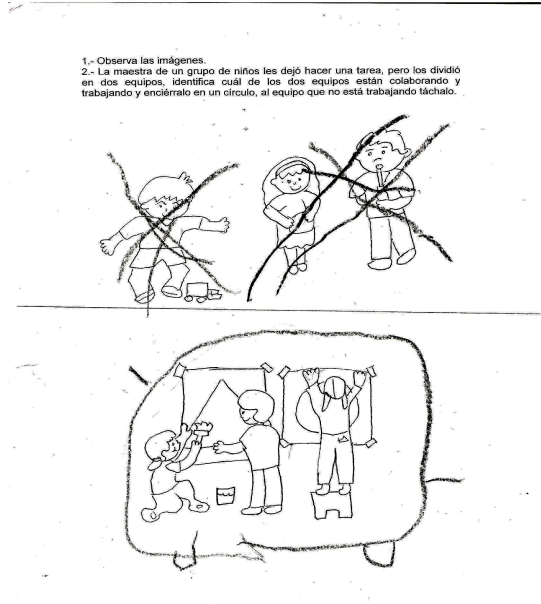 1.- Observa las imágenes.
2.- La maestra de un grupo de niños les dejó hacer una tarea, pero los dividió
en dos equipos, identifica cuál de los dos equipos están colaborando y
trabajando y enciérralo en un círculo, al equipo que no está trabajando táchalo.